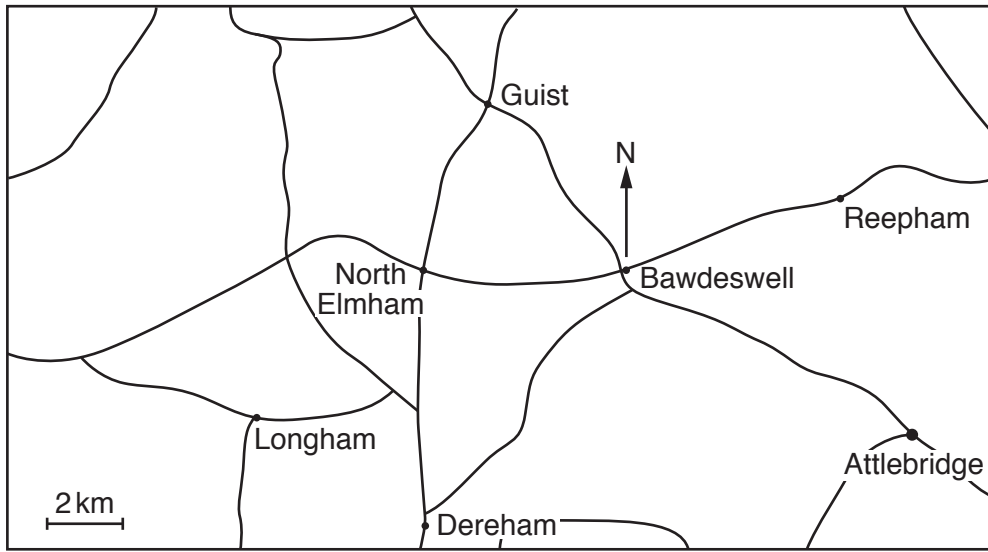 Guist
N
Reepham
North
Elmham
Bawdeswell
Longham
Attlebridge
2 km
Dereham